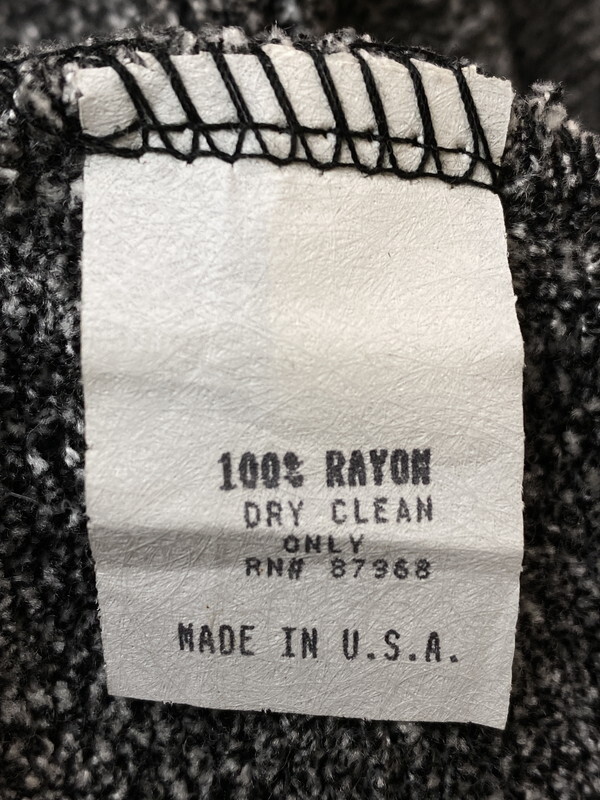 100% RAYON
DRY CLEAN
ONLY
RN# 87368
MADE IN U.S.A.